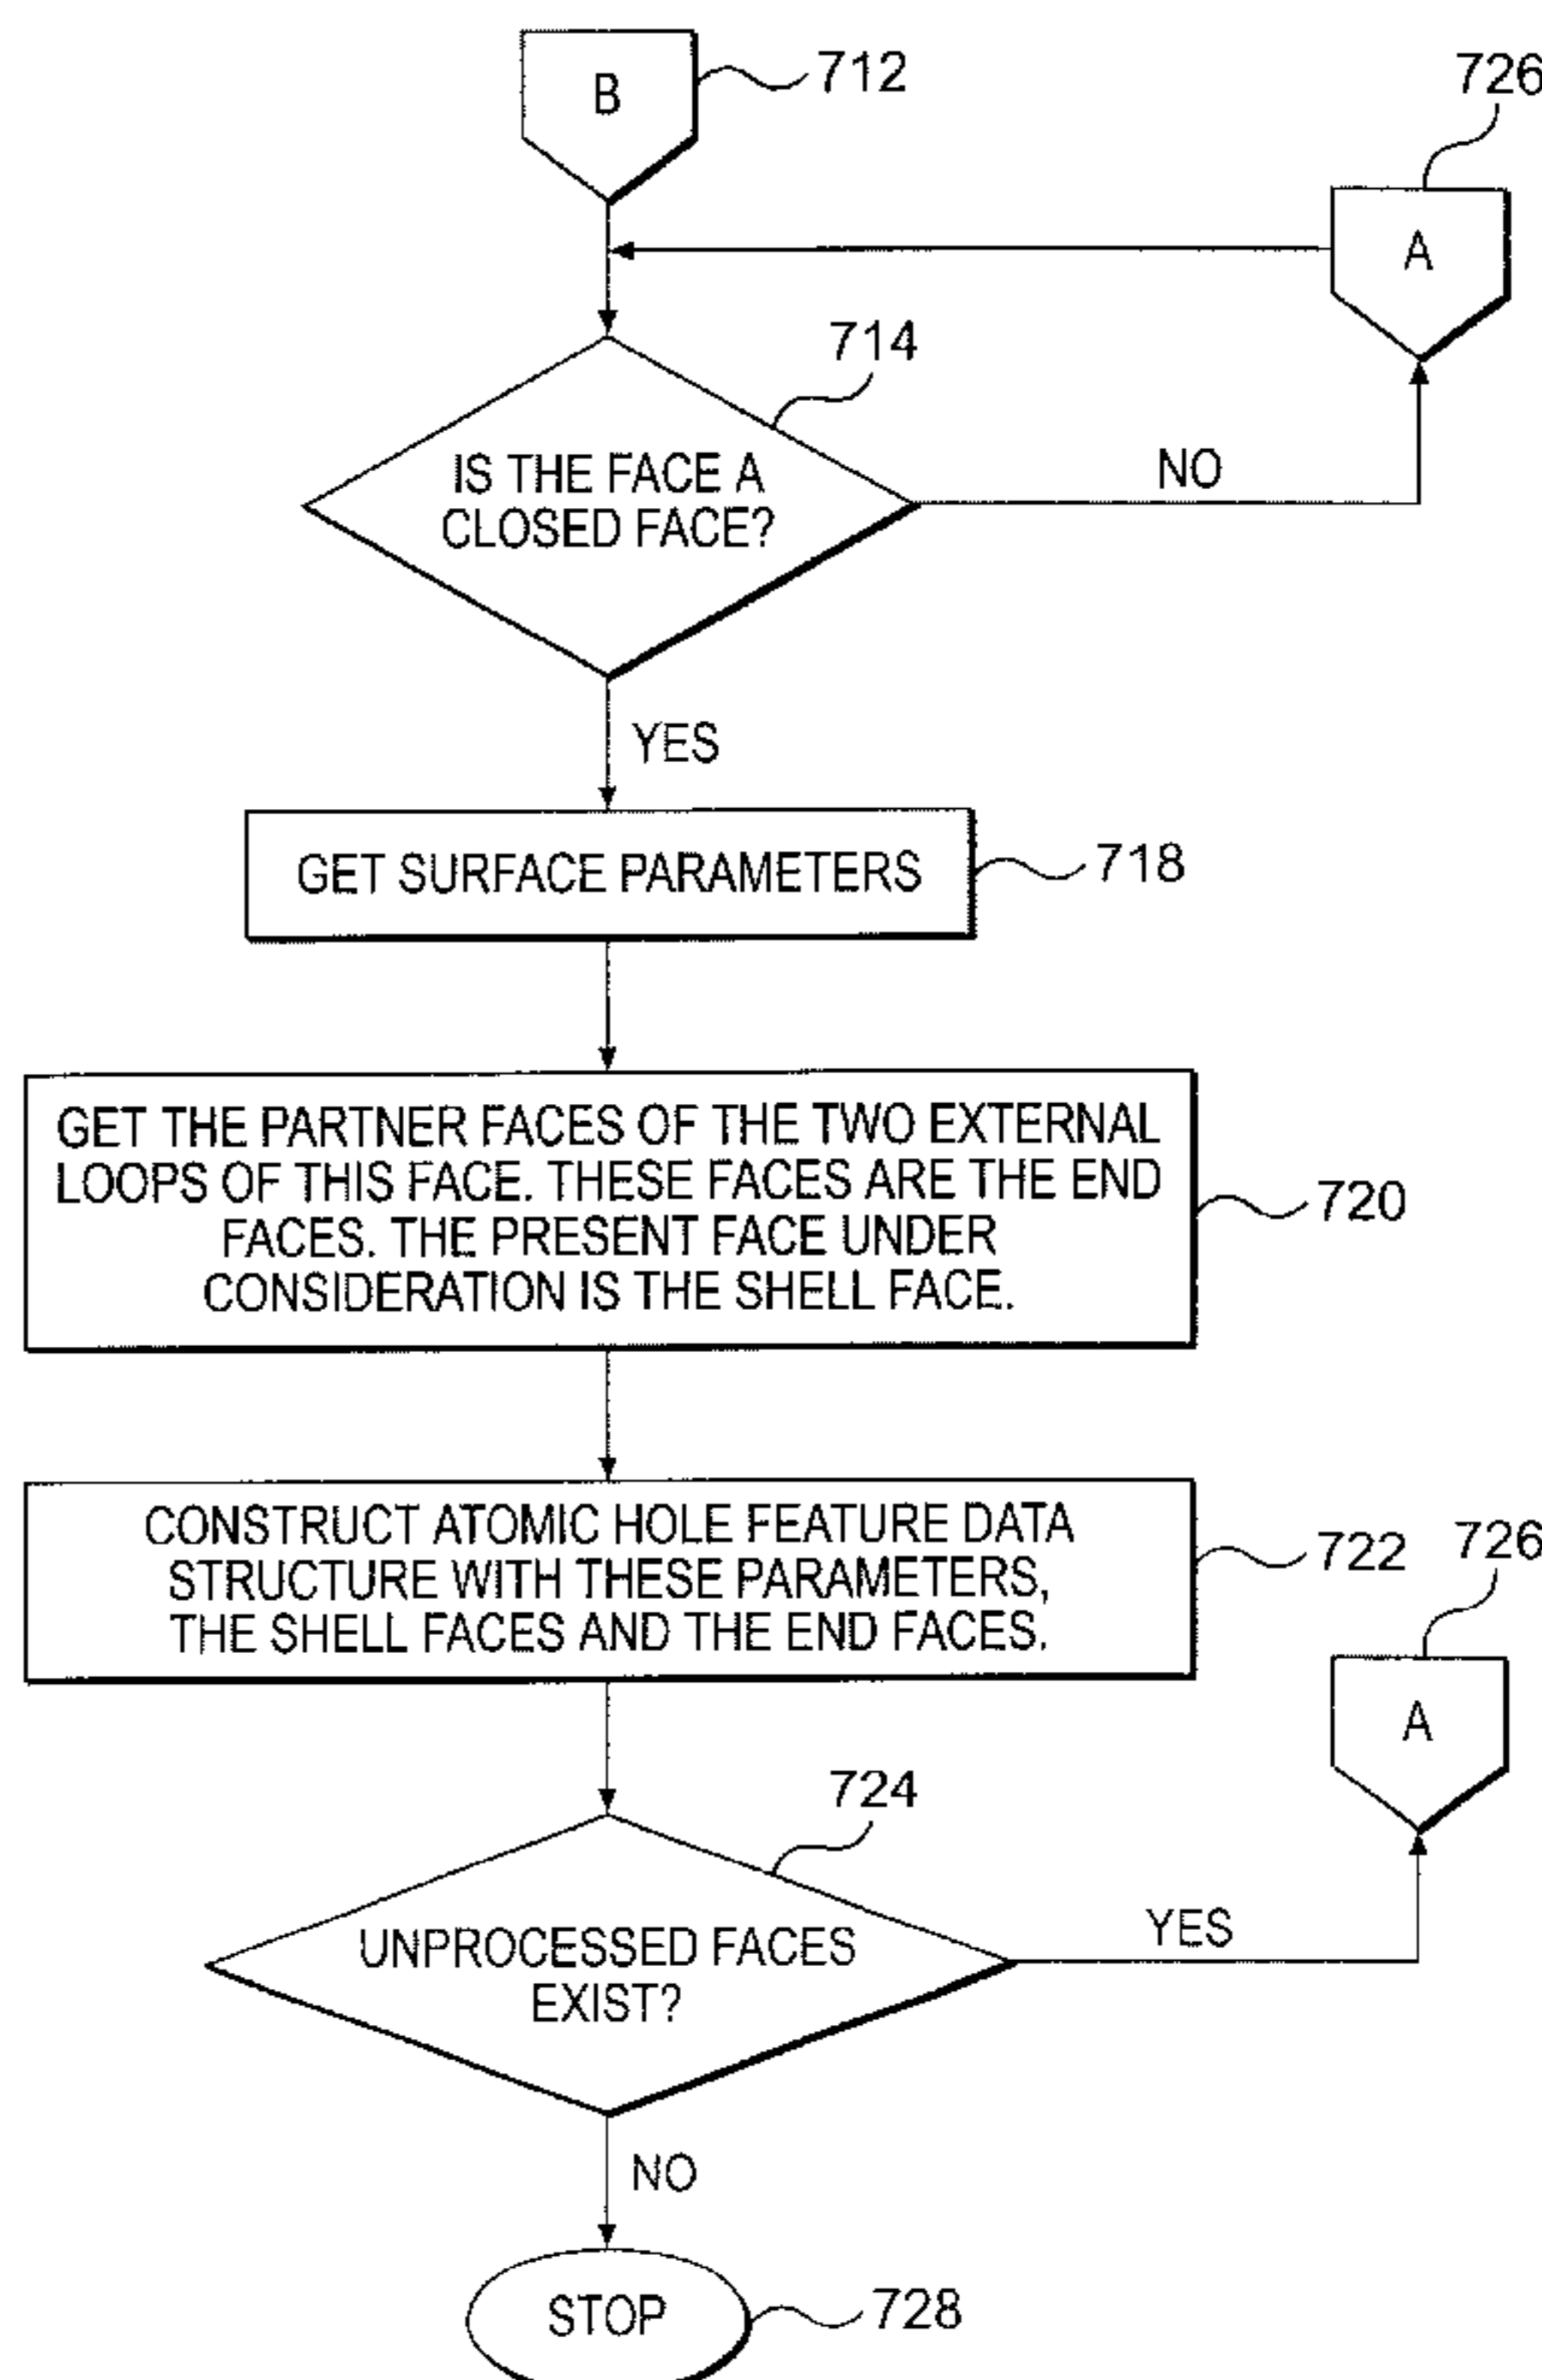 B
712
726
A
714
IS THE FACE A
CLOSED FACE?
NO
YES
GET SURFACE PARAMETERS
718
GET THE PARTNER FACES OF THE TWO EXTERNAL
LOOPS OF THIS FACE. THESE FACES ARE THE END
FACES. THE PRESENT FACE UNDER
CONSIDERATION IS THE SHELL FACE.
720
CONSTRUCT ATOMIC HOLE FEATURE DATA
STRUCTURE WITH THESE PARAMETERS,
THE SHELL FACES AND THE END FACES.
722
726
A
724
UNPROCESSED FACES
EXIST?
YES
NO
STOP
728